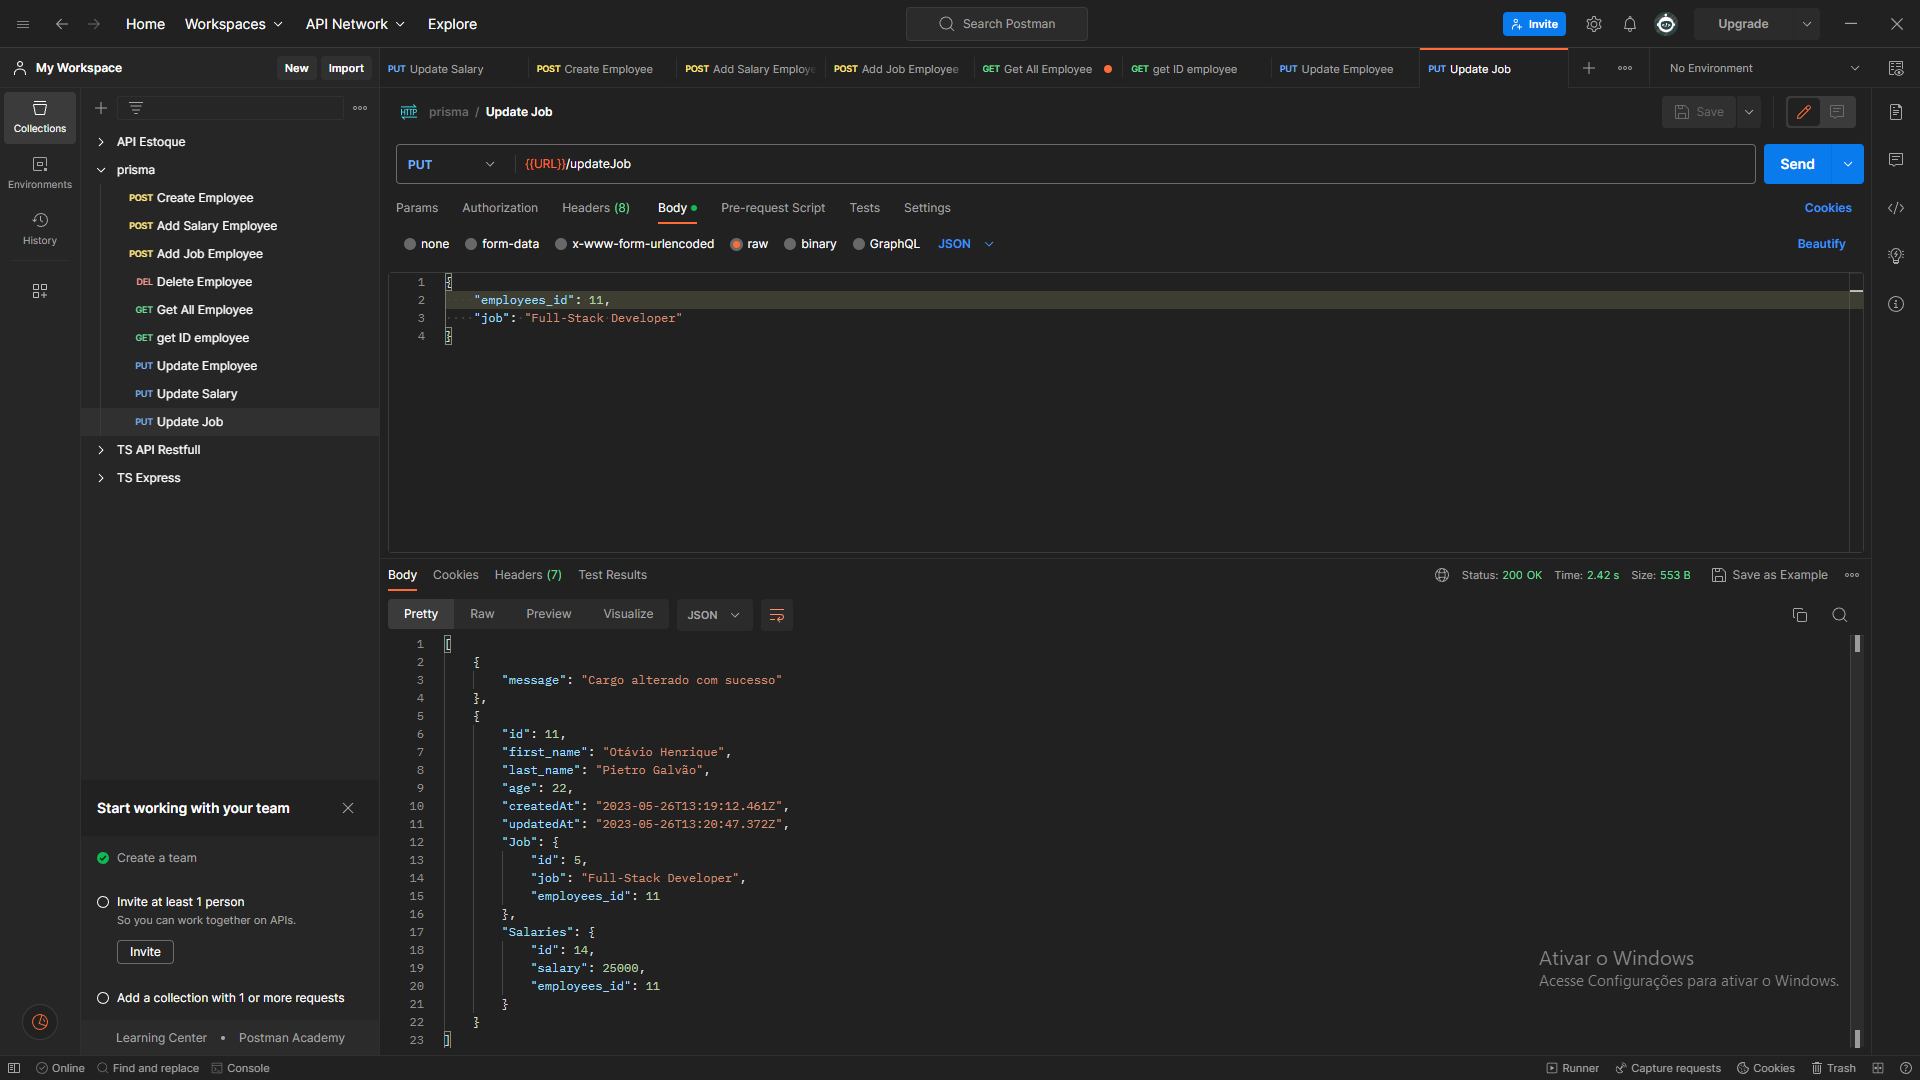 Home
Workspaces
API Network
Explore
Search Postman
Invite
Upgrade
My Workspace
New
Import
PUT Update Salary
POST Create Employee
POST Add Salary Employe
POST Add Job Employee
GET Get All Employee
GET get ID employee
PUT Update Employee
PUT Update Job
No Environment
Collections
Environments
History
API Estoque
prisma
POST Create Employee
POST Add Salary Employee
POST Add Job Employee
DEL Delete Employee
GET Get All Employee
GET get ID employee
PUT Update Employee
PUT Update Salary
PUT Update Job
TS API Restfull
TS Express
HTTP prisma / Update Job
Save
PUT
{{URL}}/updateJob
Send
Params
Authorization
Headers (8)
Body
Pre-request Script
Tests
Settings
Cookies
none
form-data
x-www-form-urlencoded
raw
binary
GraphQL
JSON
Beautify
1 {
2 "employees_id": 11,
3 "job": "Full-Stack Developer"
4 }
Body
Cookies
Headers (7)
Test Results
Status: 200 OK
Time: 2.42 s
Size: 553 B
Save as Example
Pretty
Raw
Preview
Visualize
JSON
1 [
2 {
3 "message": "Cargo alterado com sucesso"
4 },
5 {
6 "id": 11,
7 "first_name": "Otávio Henrique",
8 "last_name": "Pietro Galvão",
9 "age": 22,
10 "createdAt": "2023-05-26T13:19:12.461Z",
11 "updatedAt": "2023-05-26T13:20:47.372Z",
12 "Job": {
13 "id": 5,
14 "job": "Full-Stack Developer",
15 "employees_id": 11
16 },
17 "Salaries": {
18 "id": 14,
19 "salary": 25000,
20 "employees_id": 11
21 }
22 }
23 ]
Start working with your team
Create a team
Invite at least 1 person
So you can work together on APIs.
Invite
Add a collection with 1 or more requests
Learning Center • Postman Academy
Ativar o Windows
Acesse Configurações para ativar o Windows.
Online
Find and replace
Console
Runner
Capture requests
Cookies
Trash